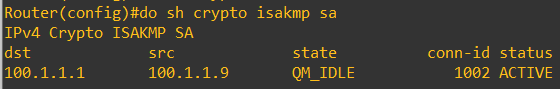 Router(config)#do sh crypto isakmp sa
IPv4 Crypto ISAKMP SA
dst src state conn-id status
100.1.1.1 100.1.1.9 QM_IDLE 1002 ACTIVE